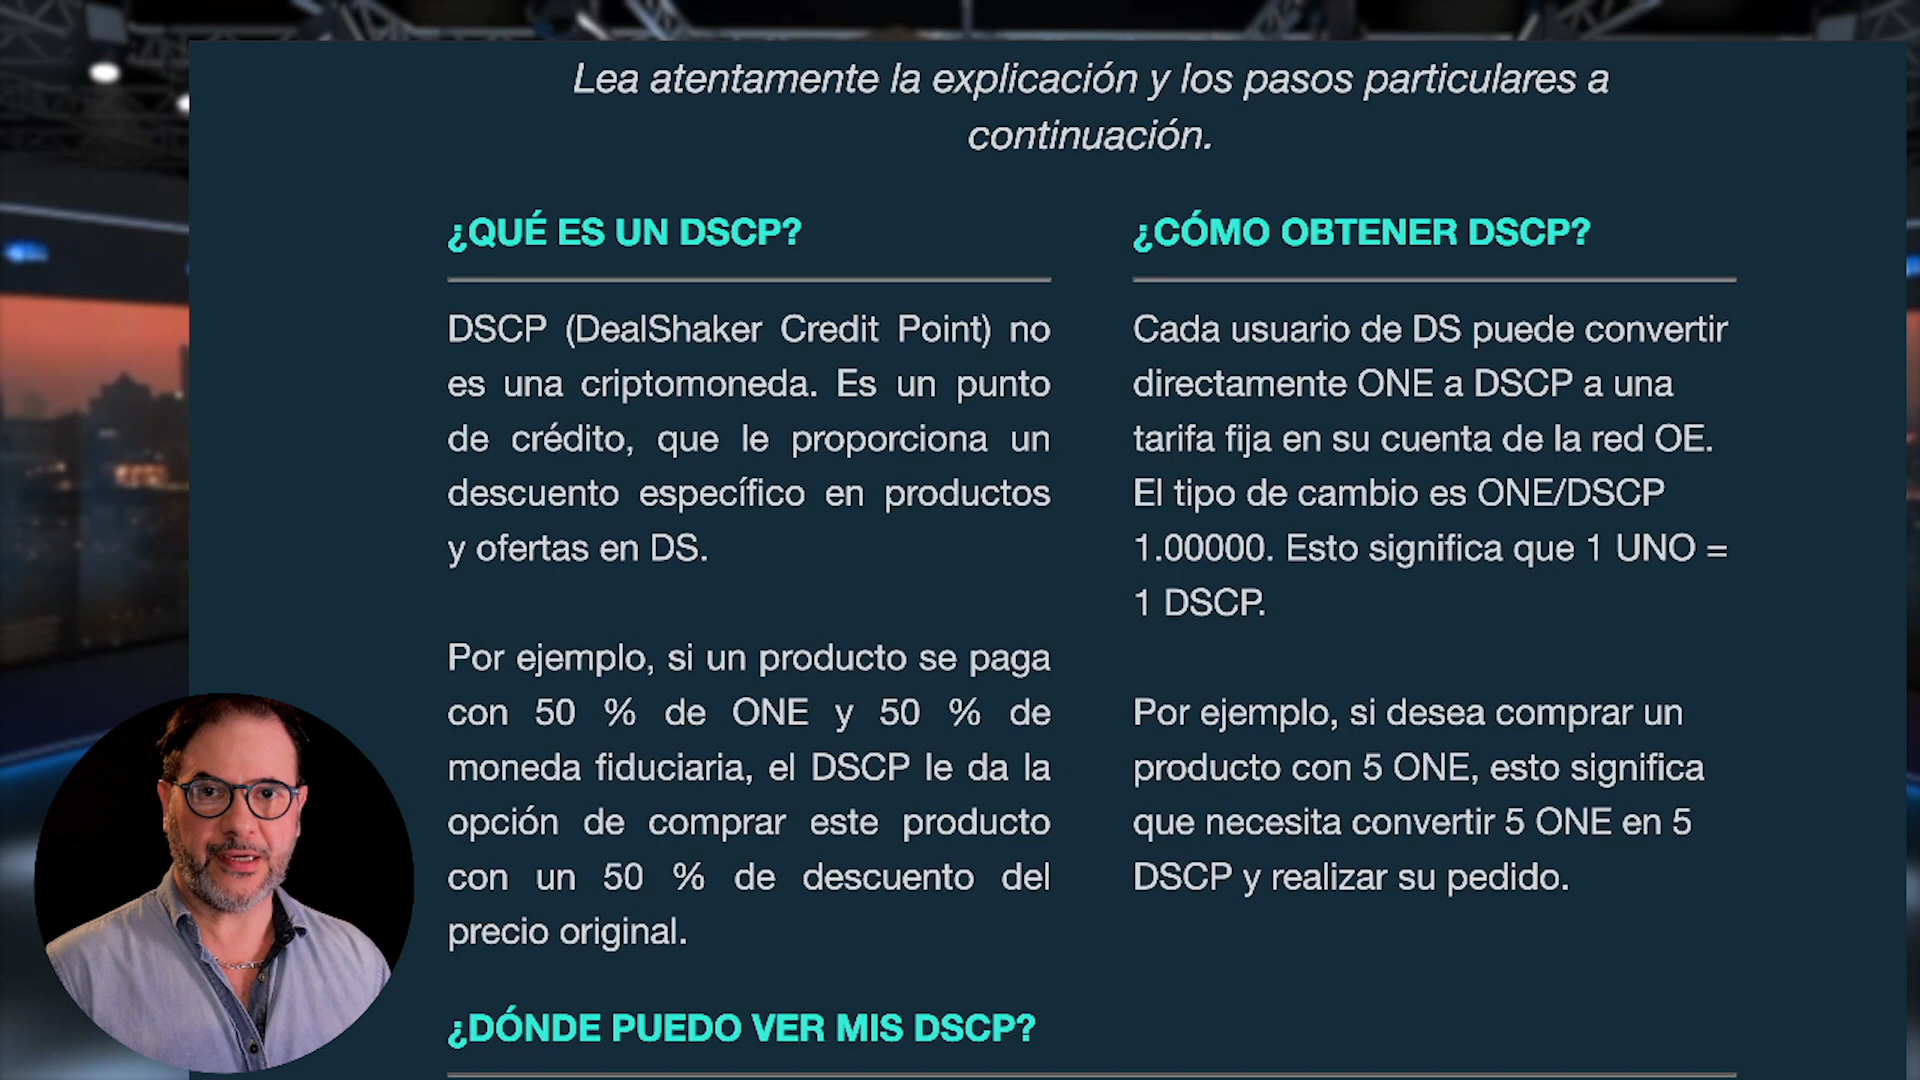 Lea atentamente la explicación y los pasos particulares a
continuación.
¿QUÉ ES UN DSCP?
DSCP (DealShaker Credit Point) no
es una criptomoneda. Es un punto
de crédito, que le proporciona un
descuento específico en productos
y ofertas en DS.
Por ejemplo, si un producto se paga
con 50 % de ONE y 50 % de
moneda fiduciaria, el DSCP le da la
opción de comprar este producto
con un 50 % de descuento del
precio original.
¿CÓMO OBTENER DSCP?
Cada usuario de DS puede convertir
directamente ONE a DSCP a una
tarifa fija en su cuenta de la red OE.
El tipo de cambio es ONE/DSCP
1.00000. Esto significa que 1 UNO =
1 DSCP.
Por ejemplo, si desea comprar un
producto con 5 ONE, esto significa
que necesita convertir 5 ONE en 5
DSCP y realizar su pedido.
¿DÓNDE PUEDO VER MIS DSCP?